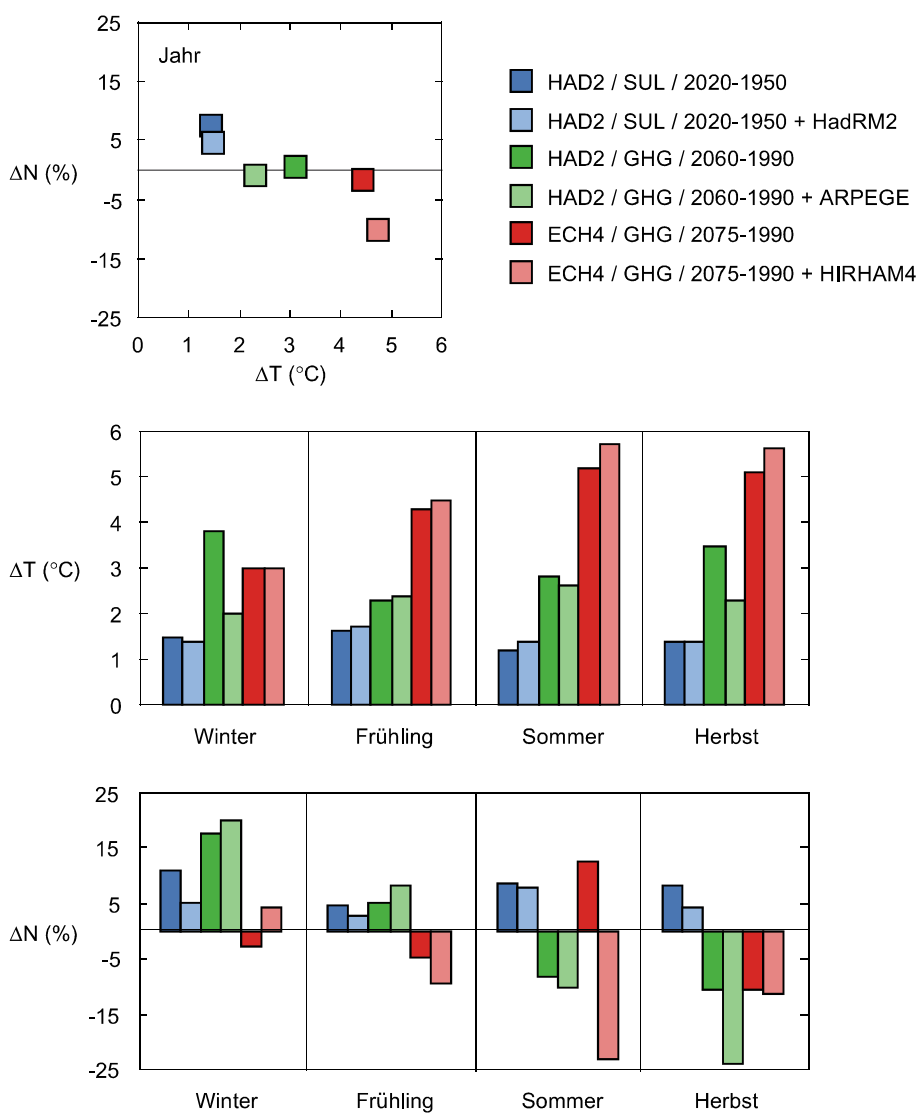 25
Jahr
15
5
ΔN (%)
-5
-15
-25
0 1 2 3 4 5 6
ΔT (°C)
HAD2 / SUL / 2020-1950
HAD2 / SUL / 2020-1950 + HadRM2
HAD2 / GHG / 2060-1990
HAD2 / GHG / 2060-1990 + ARPEGE
ECH4 / GHG / 2075-1990
ECH4 / GHG / 2075-1990 + HIRHAM4
6
5
4
3
ΔT (°C)
2
1
0
Winter Frühling Sommer Herbst
25
15
5
ΔN (%)
-5
-15
-25
Winter Frühling Sommer Herbst